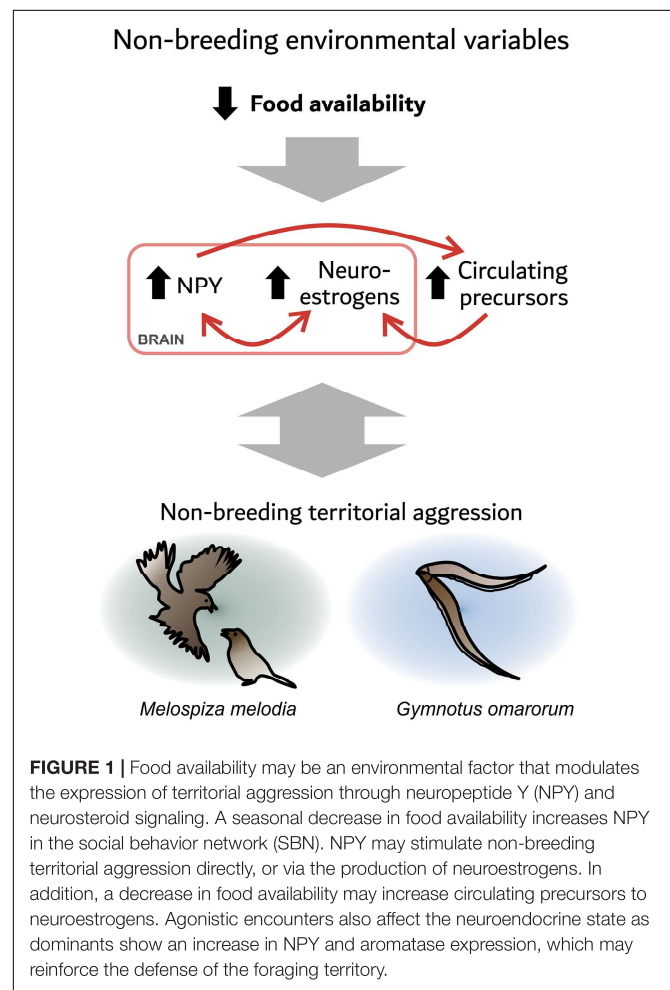 Non-breeding environmental variables
Food availability
NPY
Neuro-
estrogens
Circulating
precursors
BRAIN
Non-breeding territorial aggression
Melospiza melodia
Gymnotus omarorum
FIGURE 1 | Food availability may be an environmental factor that modulates
the expression of territorial aggression through neuropeptide Y (NPY) and
neurosteroid signaling. A seasonal decrease in food availability increases NPY
in the social behavior network (SBN). NPY may stimulate non-breeding
territorial aggression directly, or via the production of neuroestrogens. In
addition, a decrease in food availability may increase circulating precursors to
neuroestrogens. Agonistic encounters also affect the neuroendocrine state as
dominants show an increase in NPY and aromatase expression, which may
reinforce the defense of the foraging territory.